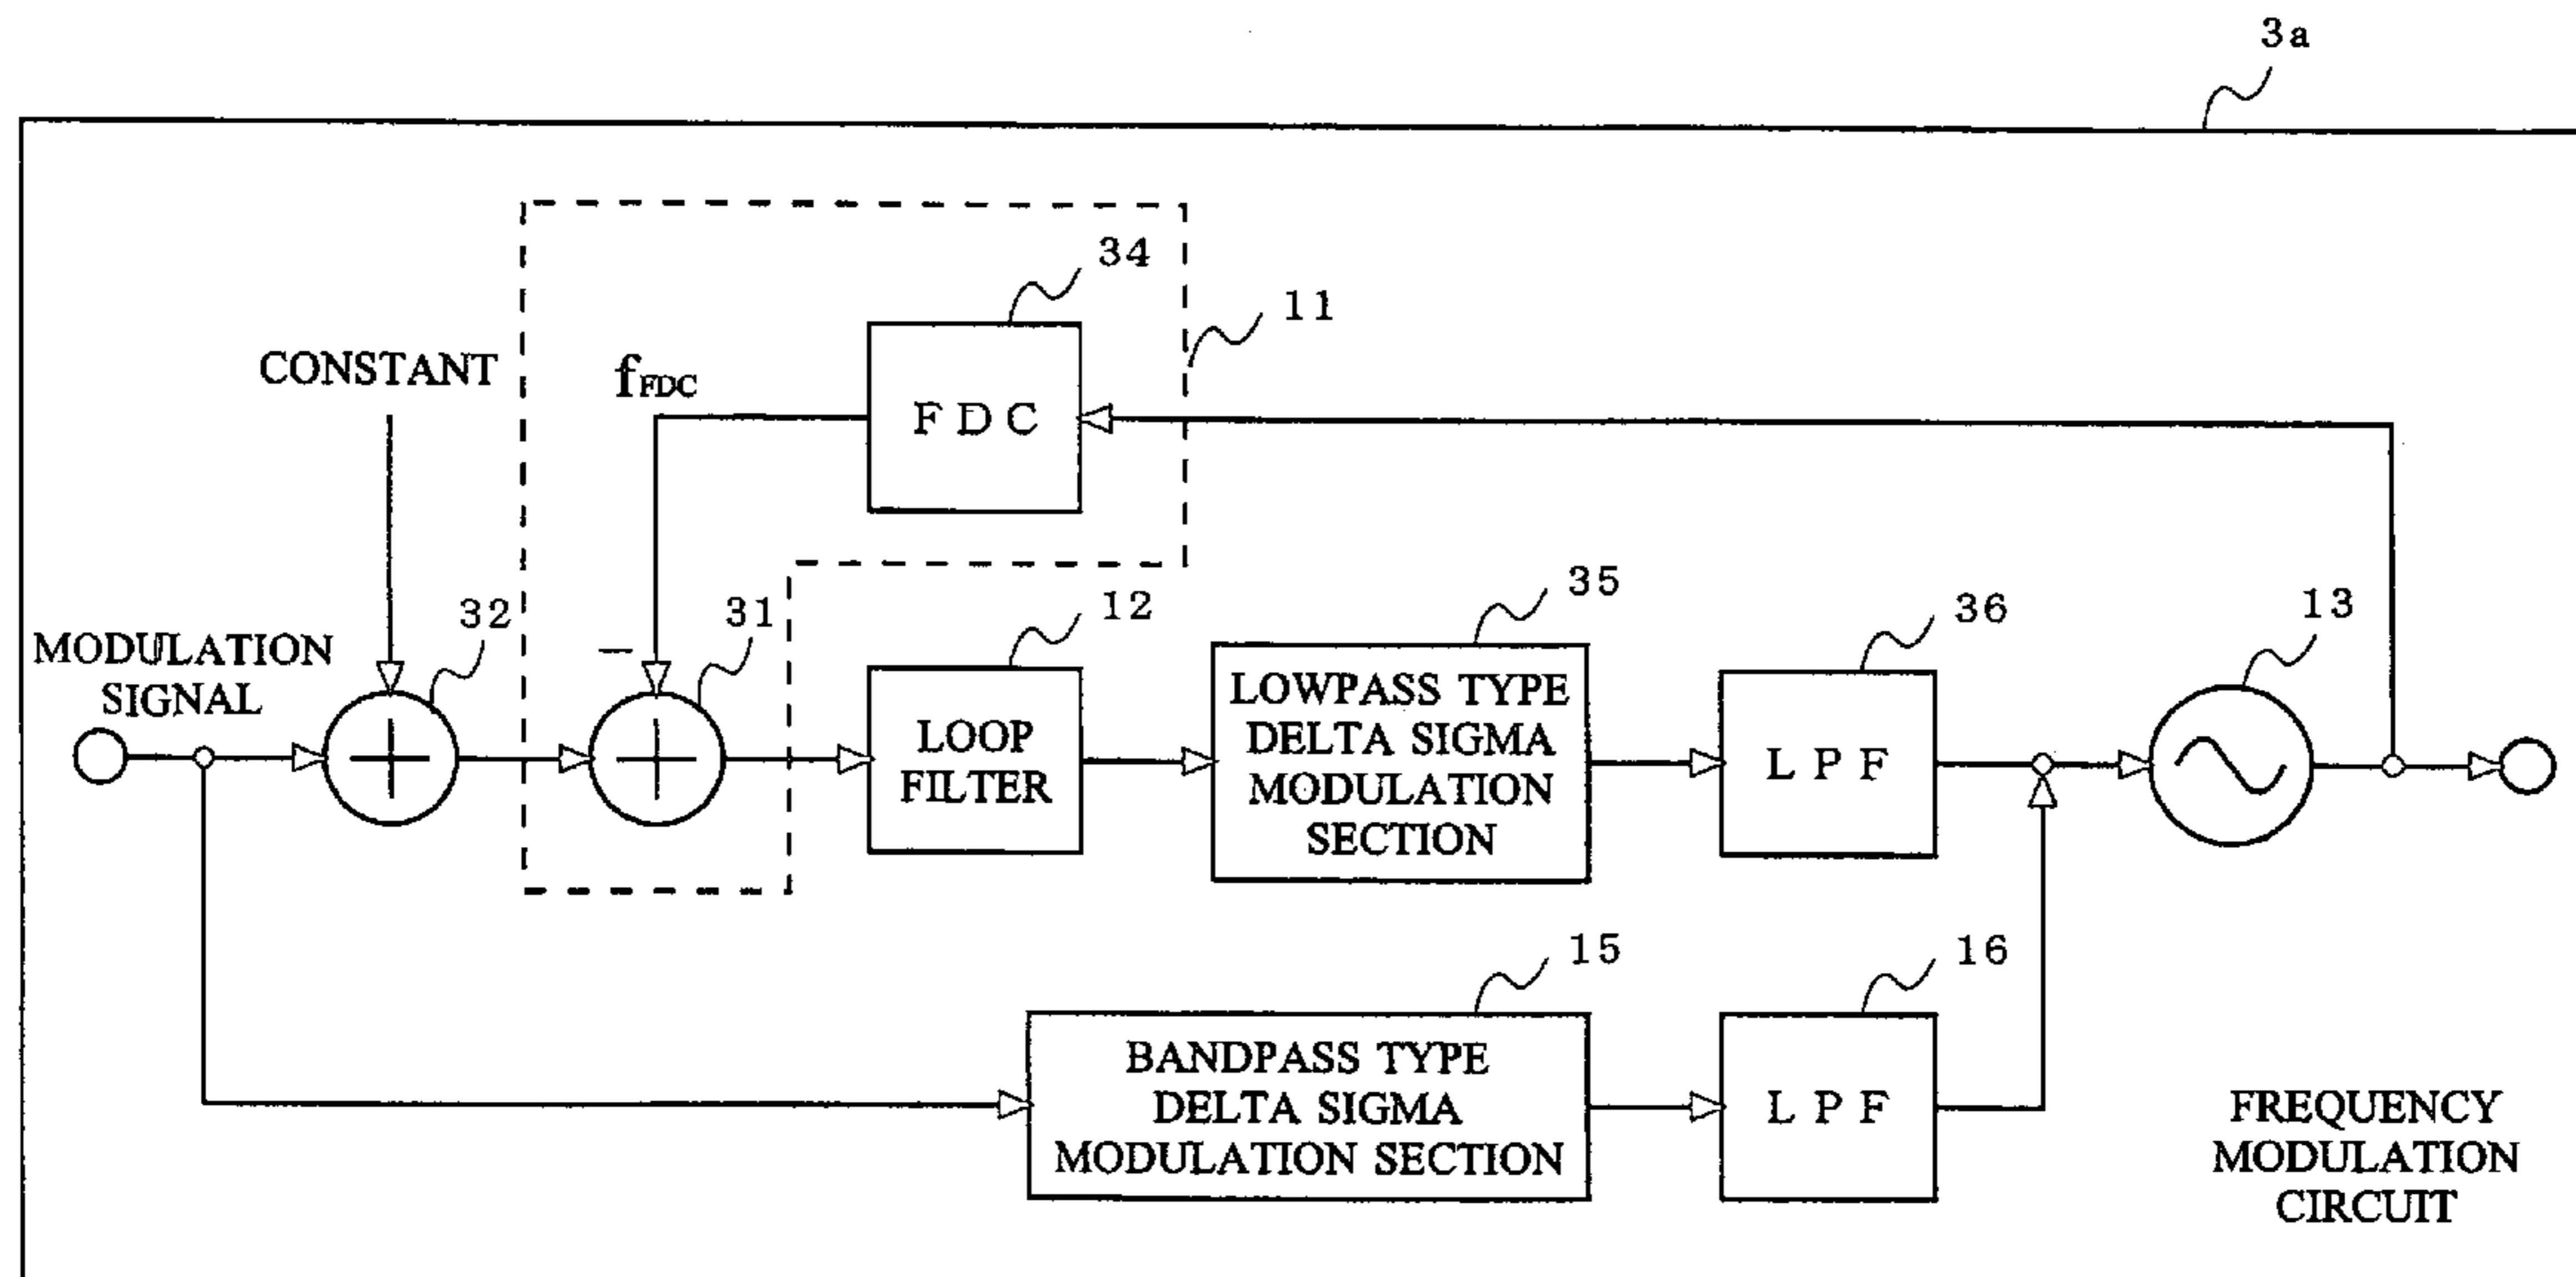 3a
34
11
CONSTANT
fFDC
FDC
32
31
12
35
36
13
MODULATION
SIGNAL
−
LOOP
FILTER
LOWPASS TYPE
DELTA SIGMA
MODULATION
SECTION
LPF
15
16
BANDPASS TYPE
DELTA SIGMA
MODULATION SECTION
LPF
FREQUENCY
MODULATION
CIRCUIT